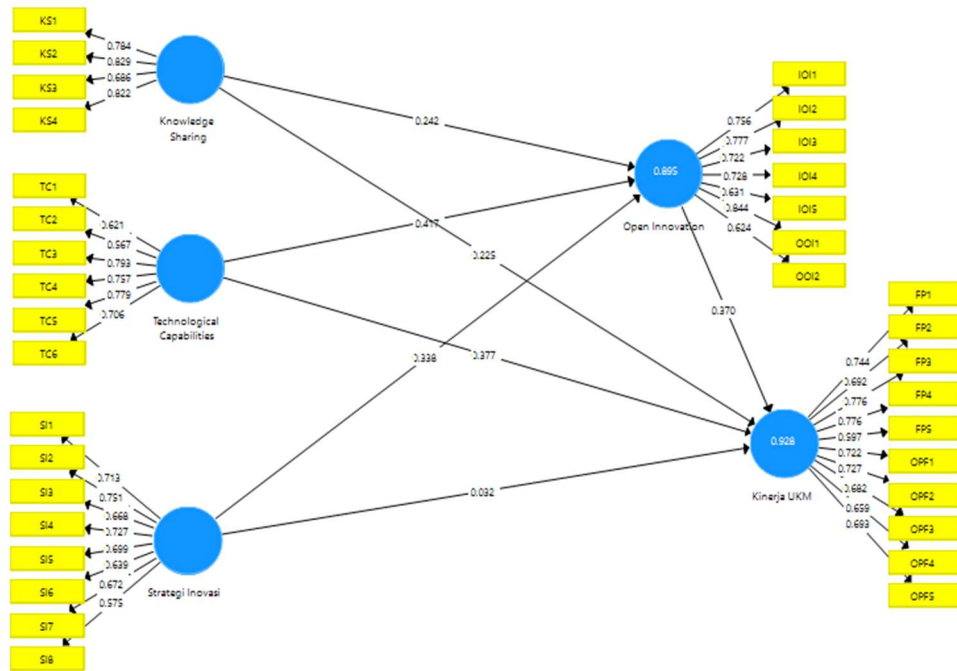 KS1
KS2
KS3
KS4
0.784
0.829
0.686
0.822
Knowledge
Sharing
TC1
TC2
TC3
TC4
TC5
TC6
0.621
0.567
0.793
0.757
0.779
0.706
Technological
Capabilities
SI1
SI2
SI3
SI4
SI5
SI6
SI7
SI8
0.713
0.751
0.668
0.727
0.699
0.639
0.672
0.575
Strategi Inovasi
0.242
0.417
0.225
0.338
0.377
0.032
0.370
0.895
Open Innovation
0.756
0.777
0.722
0.728
0.631
0.844
0.624
IOI1
IOI2
IOI3
IOI4
IOI5
OOI1
OOI2
0.928
Kinerja UKM
0.744
0.692
0.776
0.776
0.597
0.722
0.727
0.682
0.659
0.693
FP1
FP2
FP3
FP4
FP5
OPF1
OPF2
OPF3
OPF4
OPF5